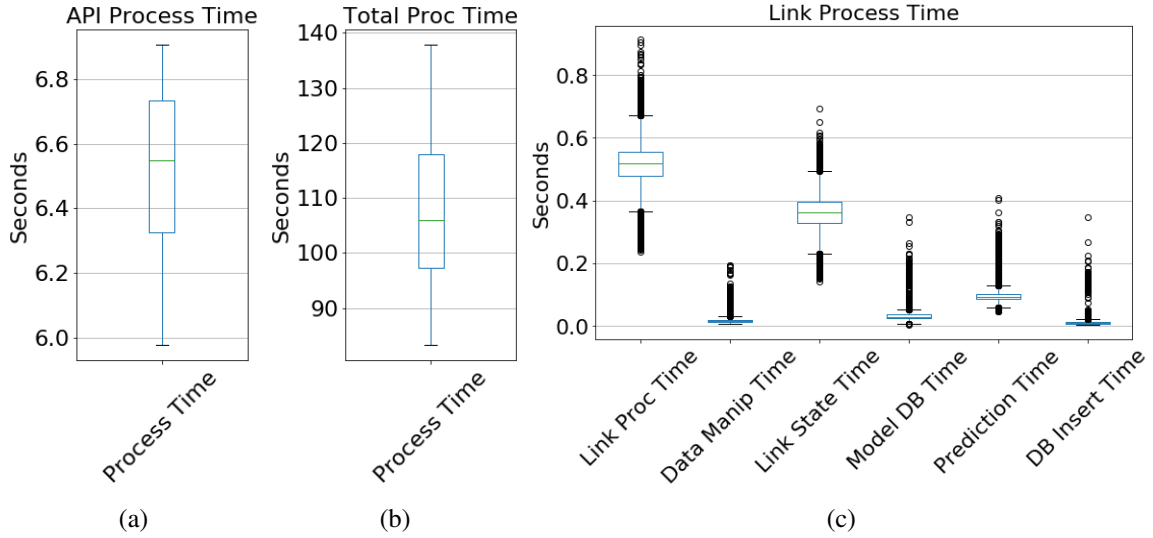 API Process Time
Seconds
6.8
6.6
6.4
6.2
6.0
Process Time
(a)
Total Proc Time
Seconds
140
130
120
110
100
90
Process Time
(b)
Link Process Time
Seconds
0.8
0.6
0.4
0.2
0.0
Link Proc Time
Data Manip Time
Link State Time
Model DB Time
Prediction Time
DB Insert Time
(c)